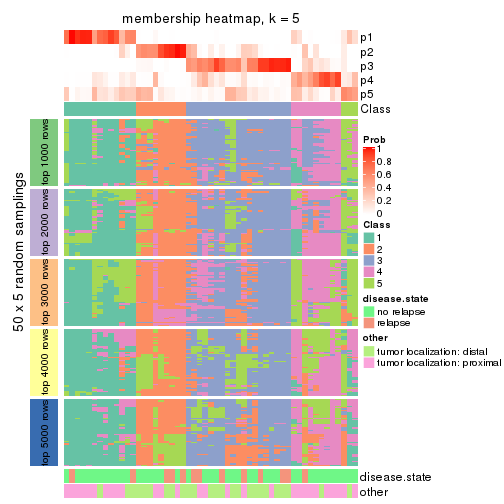 membership heatmap, k = 5
p1
p2
p3
p4
p5
Class
50 x 5 random samplings
top 1000 rows
top 2000 rows
top 3000 rows
top 4000 rows
top 5000 rows
Prob
1
0.8
0.6
0.4
0.2
0
Class
1
2
3
4
5
disease.state
no relapse
relapse
other
tumor localization: distal
tumor localization: proximal
disease.state
other